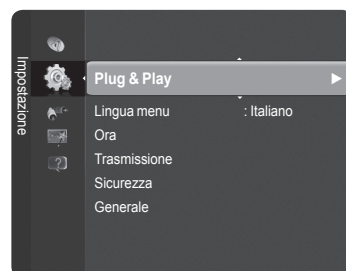 Impostazione
Plug & Play
Lingua menu : Italiano
Ora
Trasmissione
Sicurezza
Generale